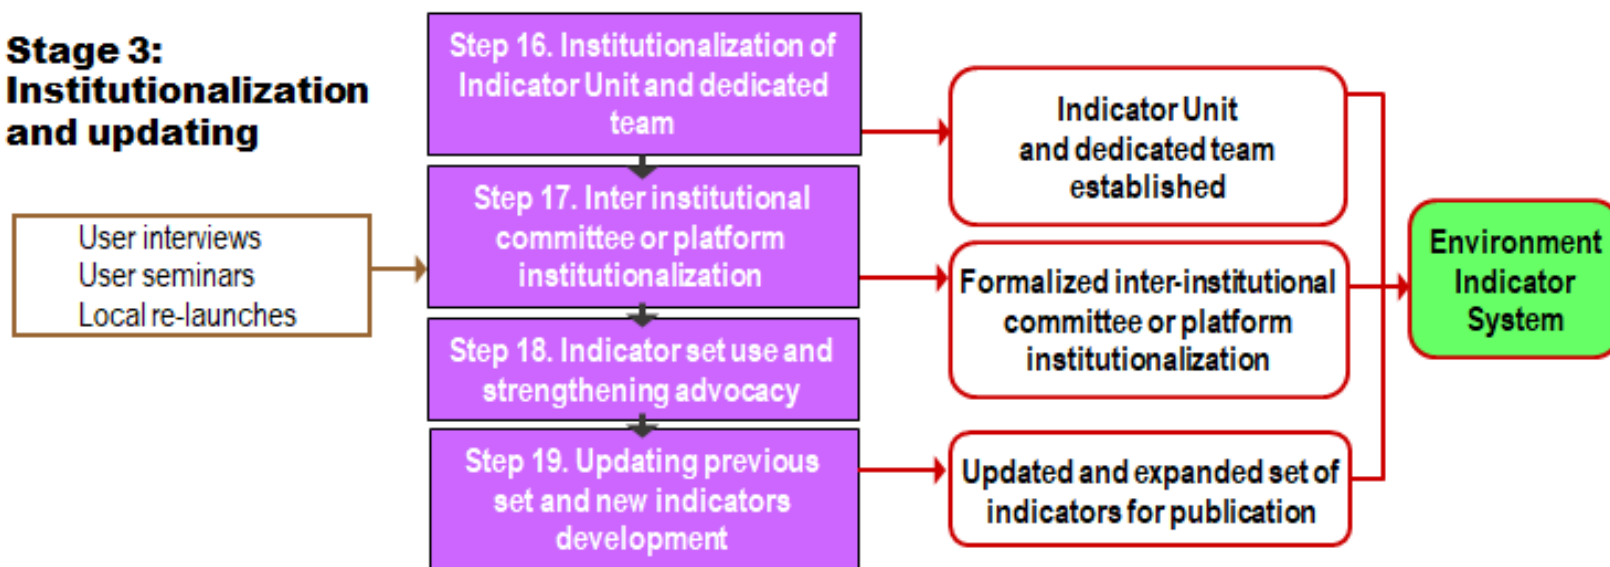 Stage 3:
Institutionalization
and updating
User interviews
User seminars
Local re-launches
Step 16. Institutionalization of
Indicator Unit and dedicated
team
Step 17. Inter institutional
committee or platform
institutionalization
Step 18. Indicator set use and
strengthening advocacy
Step 19. Updating previous
set and new indicators
development
Indicator Unit
and dedicated team
established
Formalized inter-institutional
committee or platform
institutionalization
Updated and expanded set of
indicators for publication
Environment
Indicator
System